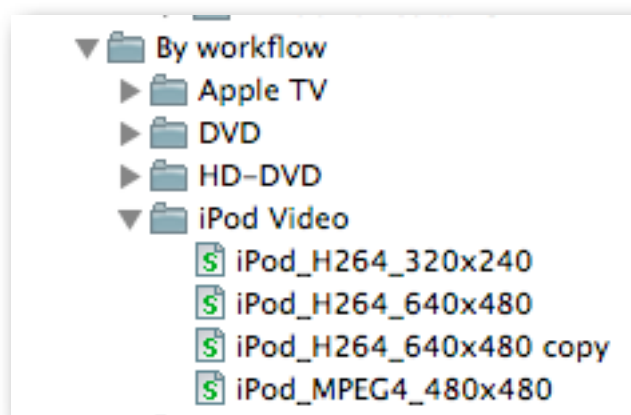 By workflow
Apple TV
DVD
HD-DVD
iPod Video
iPod_H264_320x240
iPod_H264_640x480
iPod_H264_640x480 copy
iPod_MPEG4_480x480